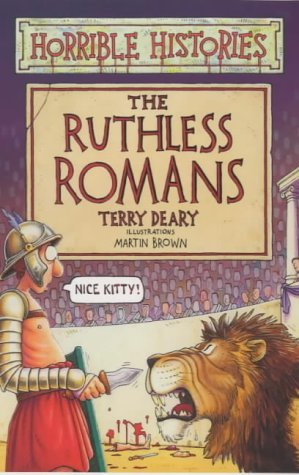 HORRIBLE HISTORIES
THE
RUTHLESS
ROMANS
TERRY DEARY
ILLUSTRATIONS
MARTIN BROWN
NICE KITTY!